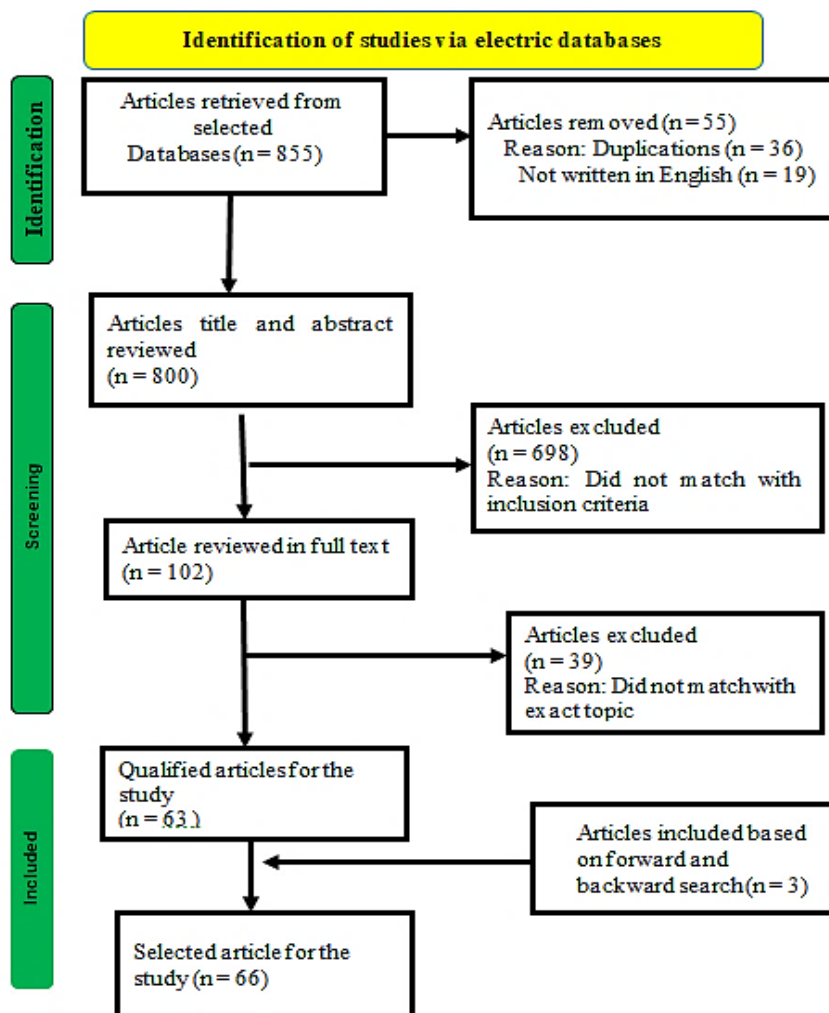 Identification of studies via electric databases
Identification
Articles retrieved from
selected
Databases (n = 855)
Articles removed (n = 55)
Reason: Duplications (n = 36)
Not written in English (n = 19)
Screening
Articles title and abstract
reviewed
(n = 800)
Articles excluded
(n = 698)
Reason: Did not match with
inclusion criteria
Article reviewed in full text
(n = 102)
Articles excluded
(n = 39)
Reason: Did not match with
exact topic
Included
Qualified articles for the
study
(n = 63)
Articles included based
on forward and
backward search (n = 3)
Selected article for the
study (n = 66)